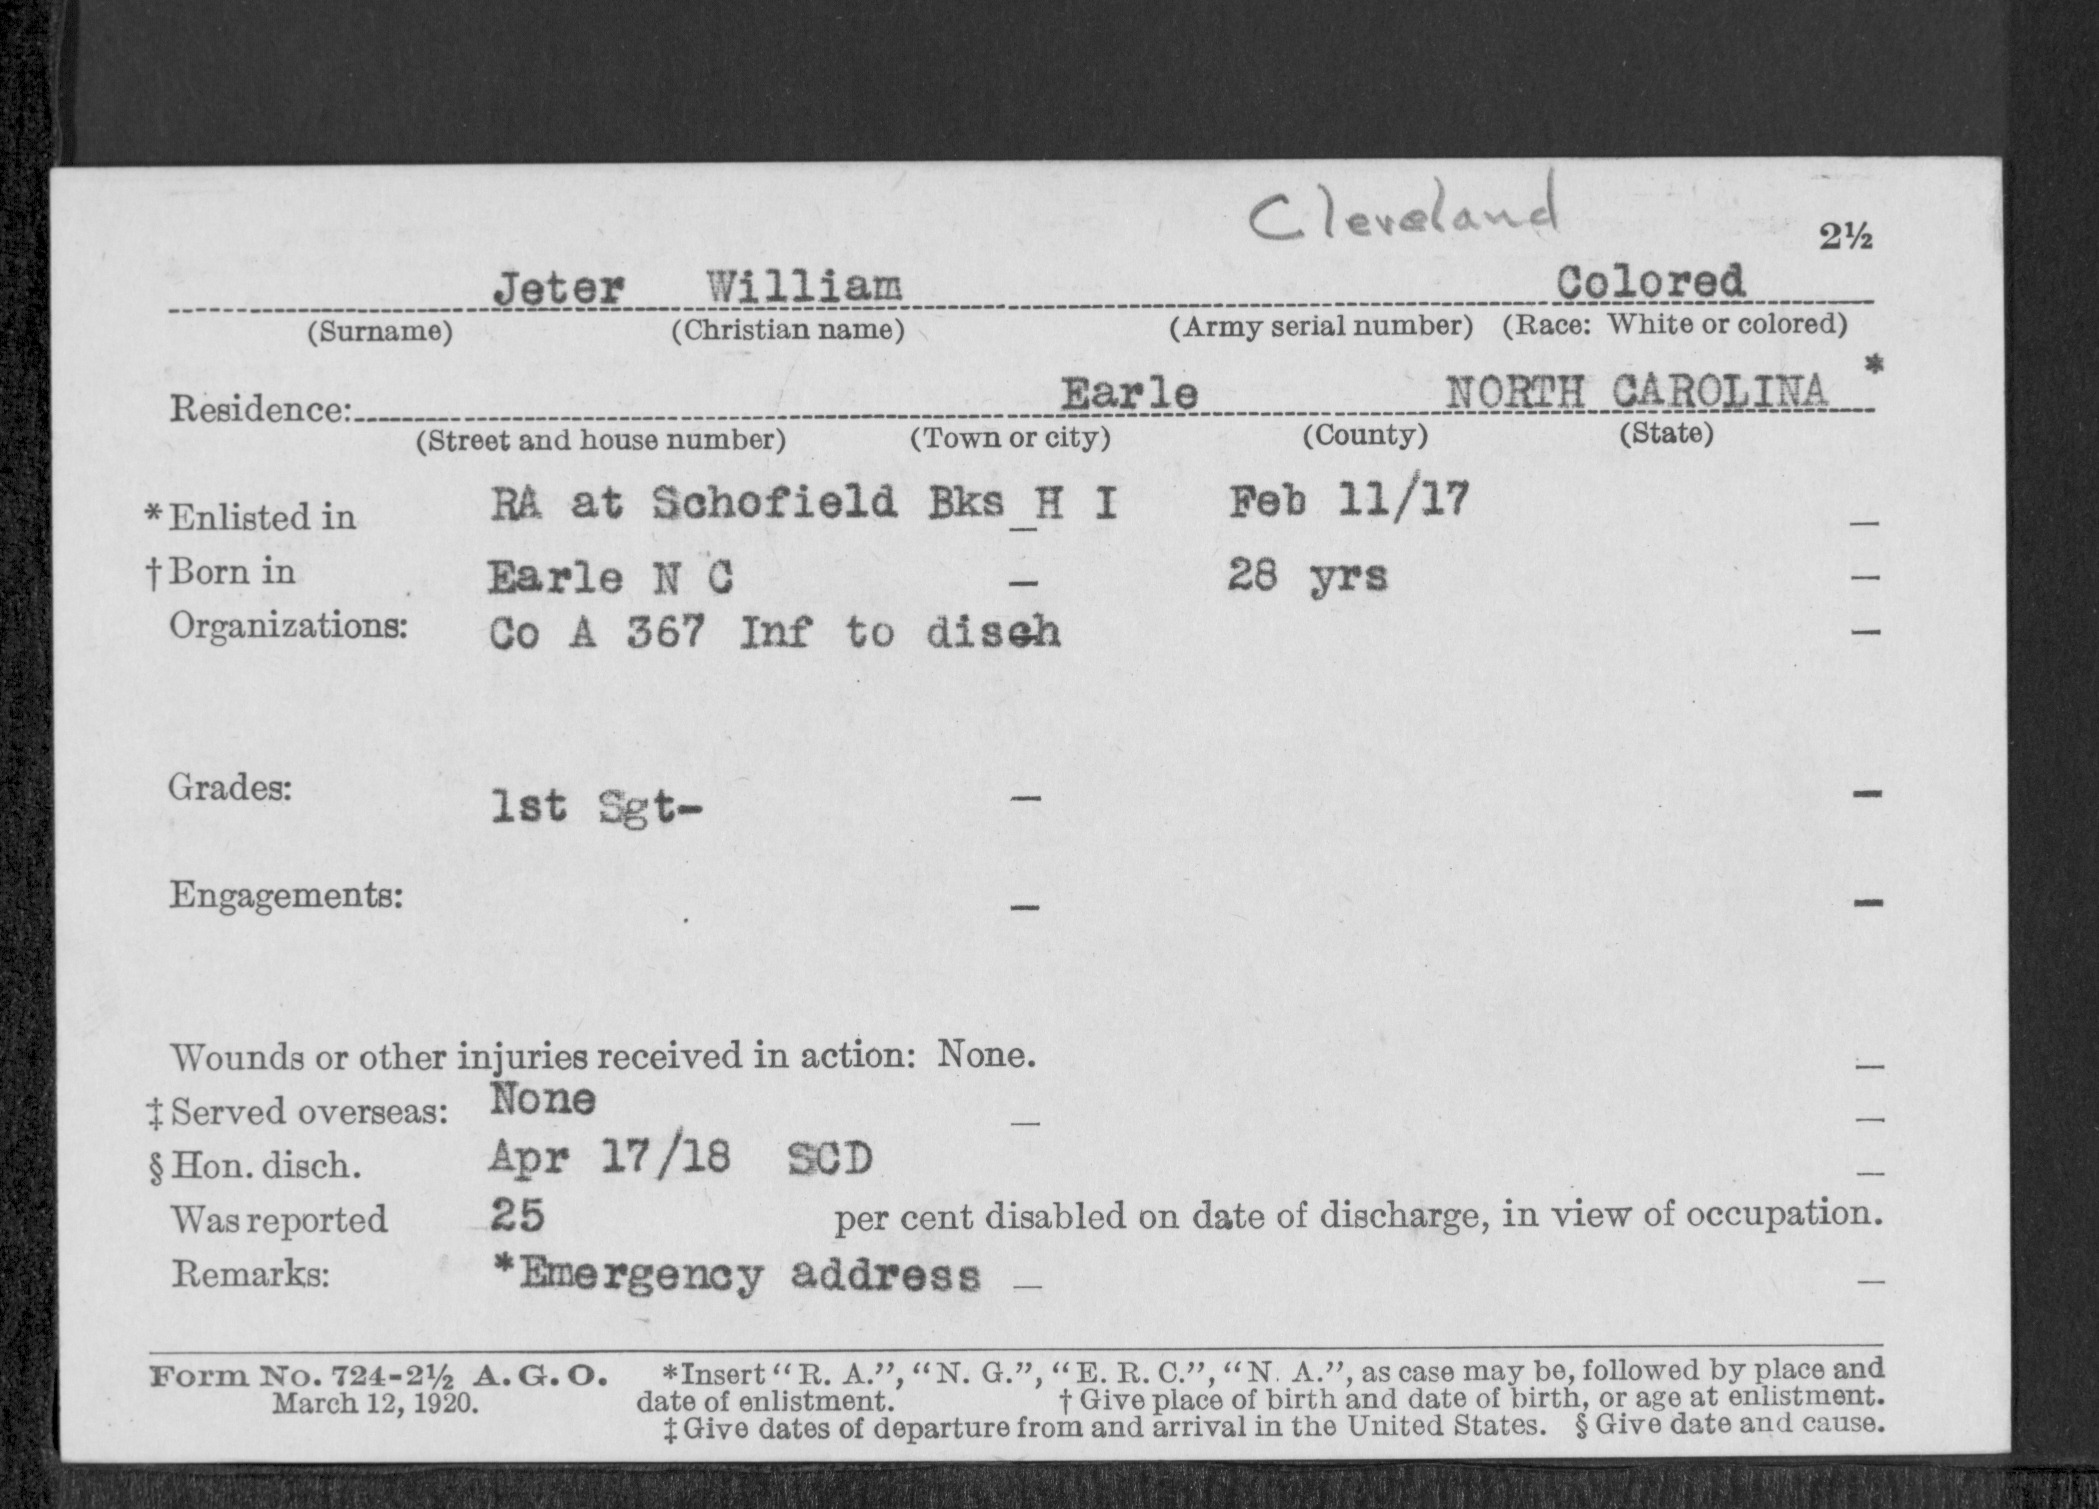 Cleveland
2½
Jeter William Colored
(Surname) (Christian name) (Army serial number) (Race: White or colored)
Residence: Earle NORTH CAROLINA *
(Street and house number) (Town or city) (County) (State)
*Enlisted in RA at Schofield Bks H I Feb 11/17
†Born in Earle N C 28 yrs
Organizations: Co A 367 Inf to disch
Grades: 1st Sgt-
Engagements:
Wounds or other injuries received in action: None.
‡Served overseas: None
§Hon. disch. Apr 17/18 SCD
Was reported 25 per cent disabled on date of discharge, in view of occupation.
Remarks: *Emergency address
Form No. 724-2½ A. G. O. *Insert "R. A.", "N. G.", "E. R. C.", "N. A.", as case may be, followed by place and
March 12, 1920. date of enlistment. †Give place of birth and date of birth, or age at enlistment.
‡Give dates of departure from and arrival in the United States. §Give date and cause.